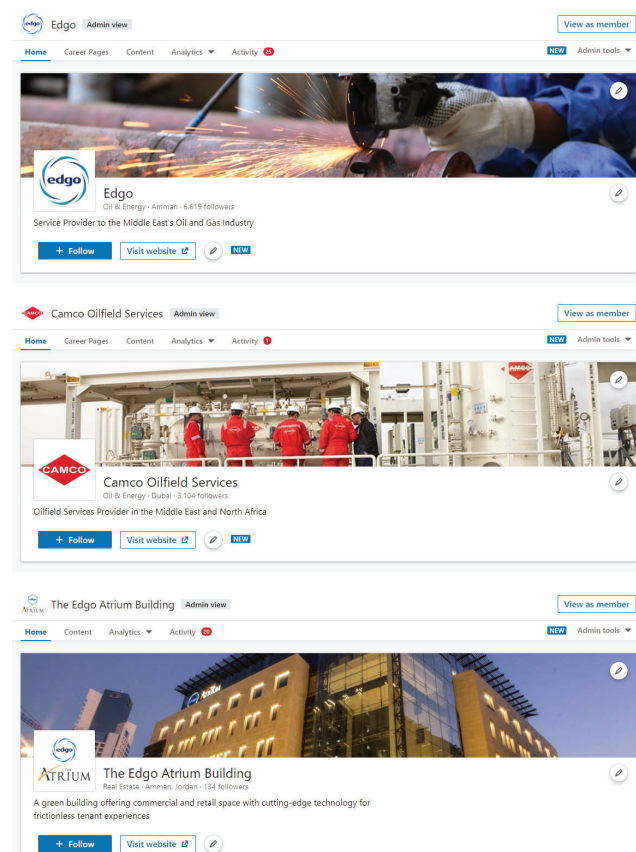 edgo Edgo Admin view View as member
Home Career Pages Content Analytics Activity 25 NEW Admin tools
edgo
Edgo
Oil & Energy · Amman · 6,619 followers
Service Provider to the Middle East's Oil and Gas Industry
+ Follow Visit website NEW
CAMCO Camco Oilfield Services Admin view View as member
Home Career Pages Content Analytics Activity 1 NEW Admin tools
CAMCO
CAMCO
Camco Oilfield Services
Oil & Energy · Dubai · 3,104 followers
Oilfield Services Provider in the Middle East and North Africa
+ Follow Visit website NEW
edgo
ATRIUM The Edgo Atrium Building Admin view View as member
Home Content Analytics Activity 20 NEW Admin tools
edgo ATRIUM
edgo
THE
ATRIUM
The Edgo Atrium Building
Real Estate · Amman, Jordan · 134 followers
A green building offering commercial and retail space with cutting-edge technology for
frictionless tenant experiences
+ Follow Visit website